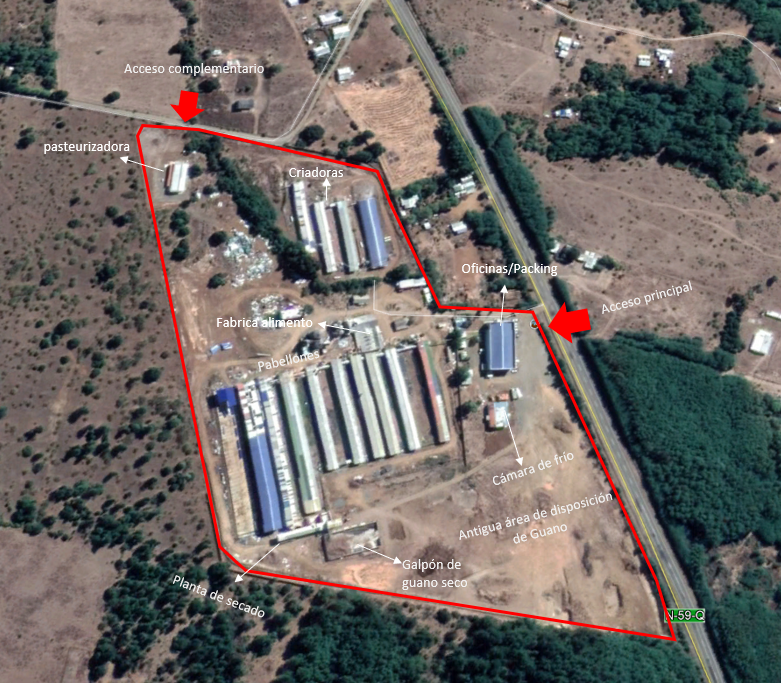 Acceso complementario
pasteurizadora
Criadoras
Oficinas/Packing
Acceso principal
Fabrica alimento
Pabellones
Cámara de frío
Antigua área de disposición
de Guano
Galpón de
guano seco
Planta de secado
N-59-Q